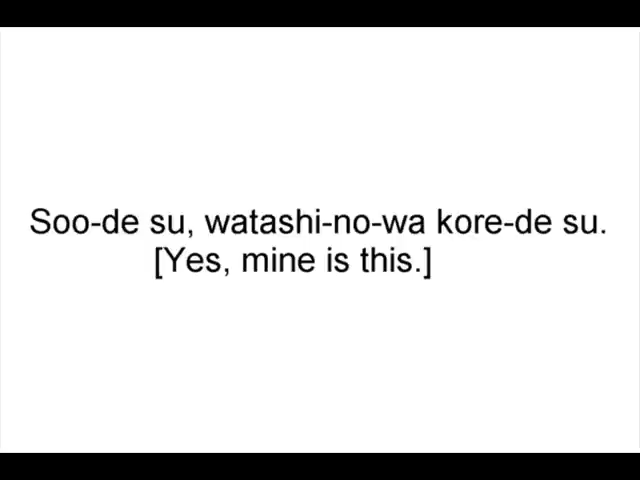 Soo-de su, watashi-no-wa kore-de su.
[Yes, mine is this.]